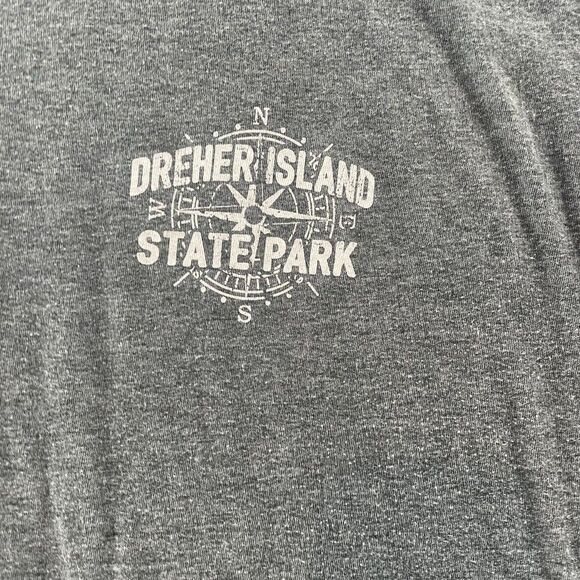 N
DREHER ISLAND
W E
STATE PARK
S